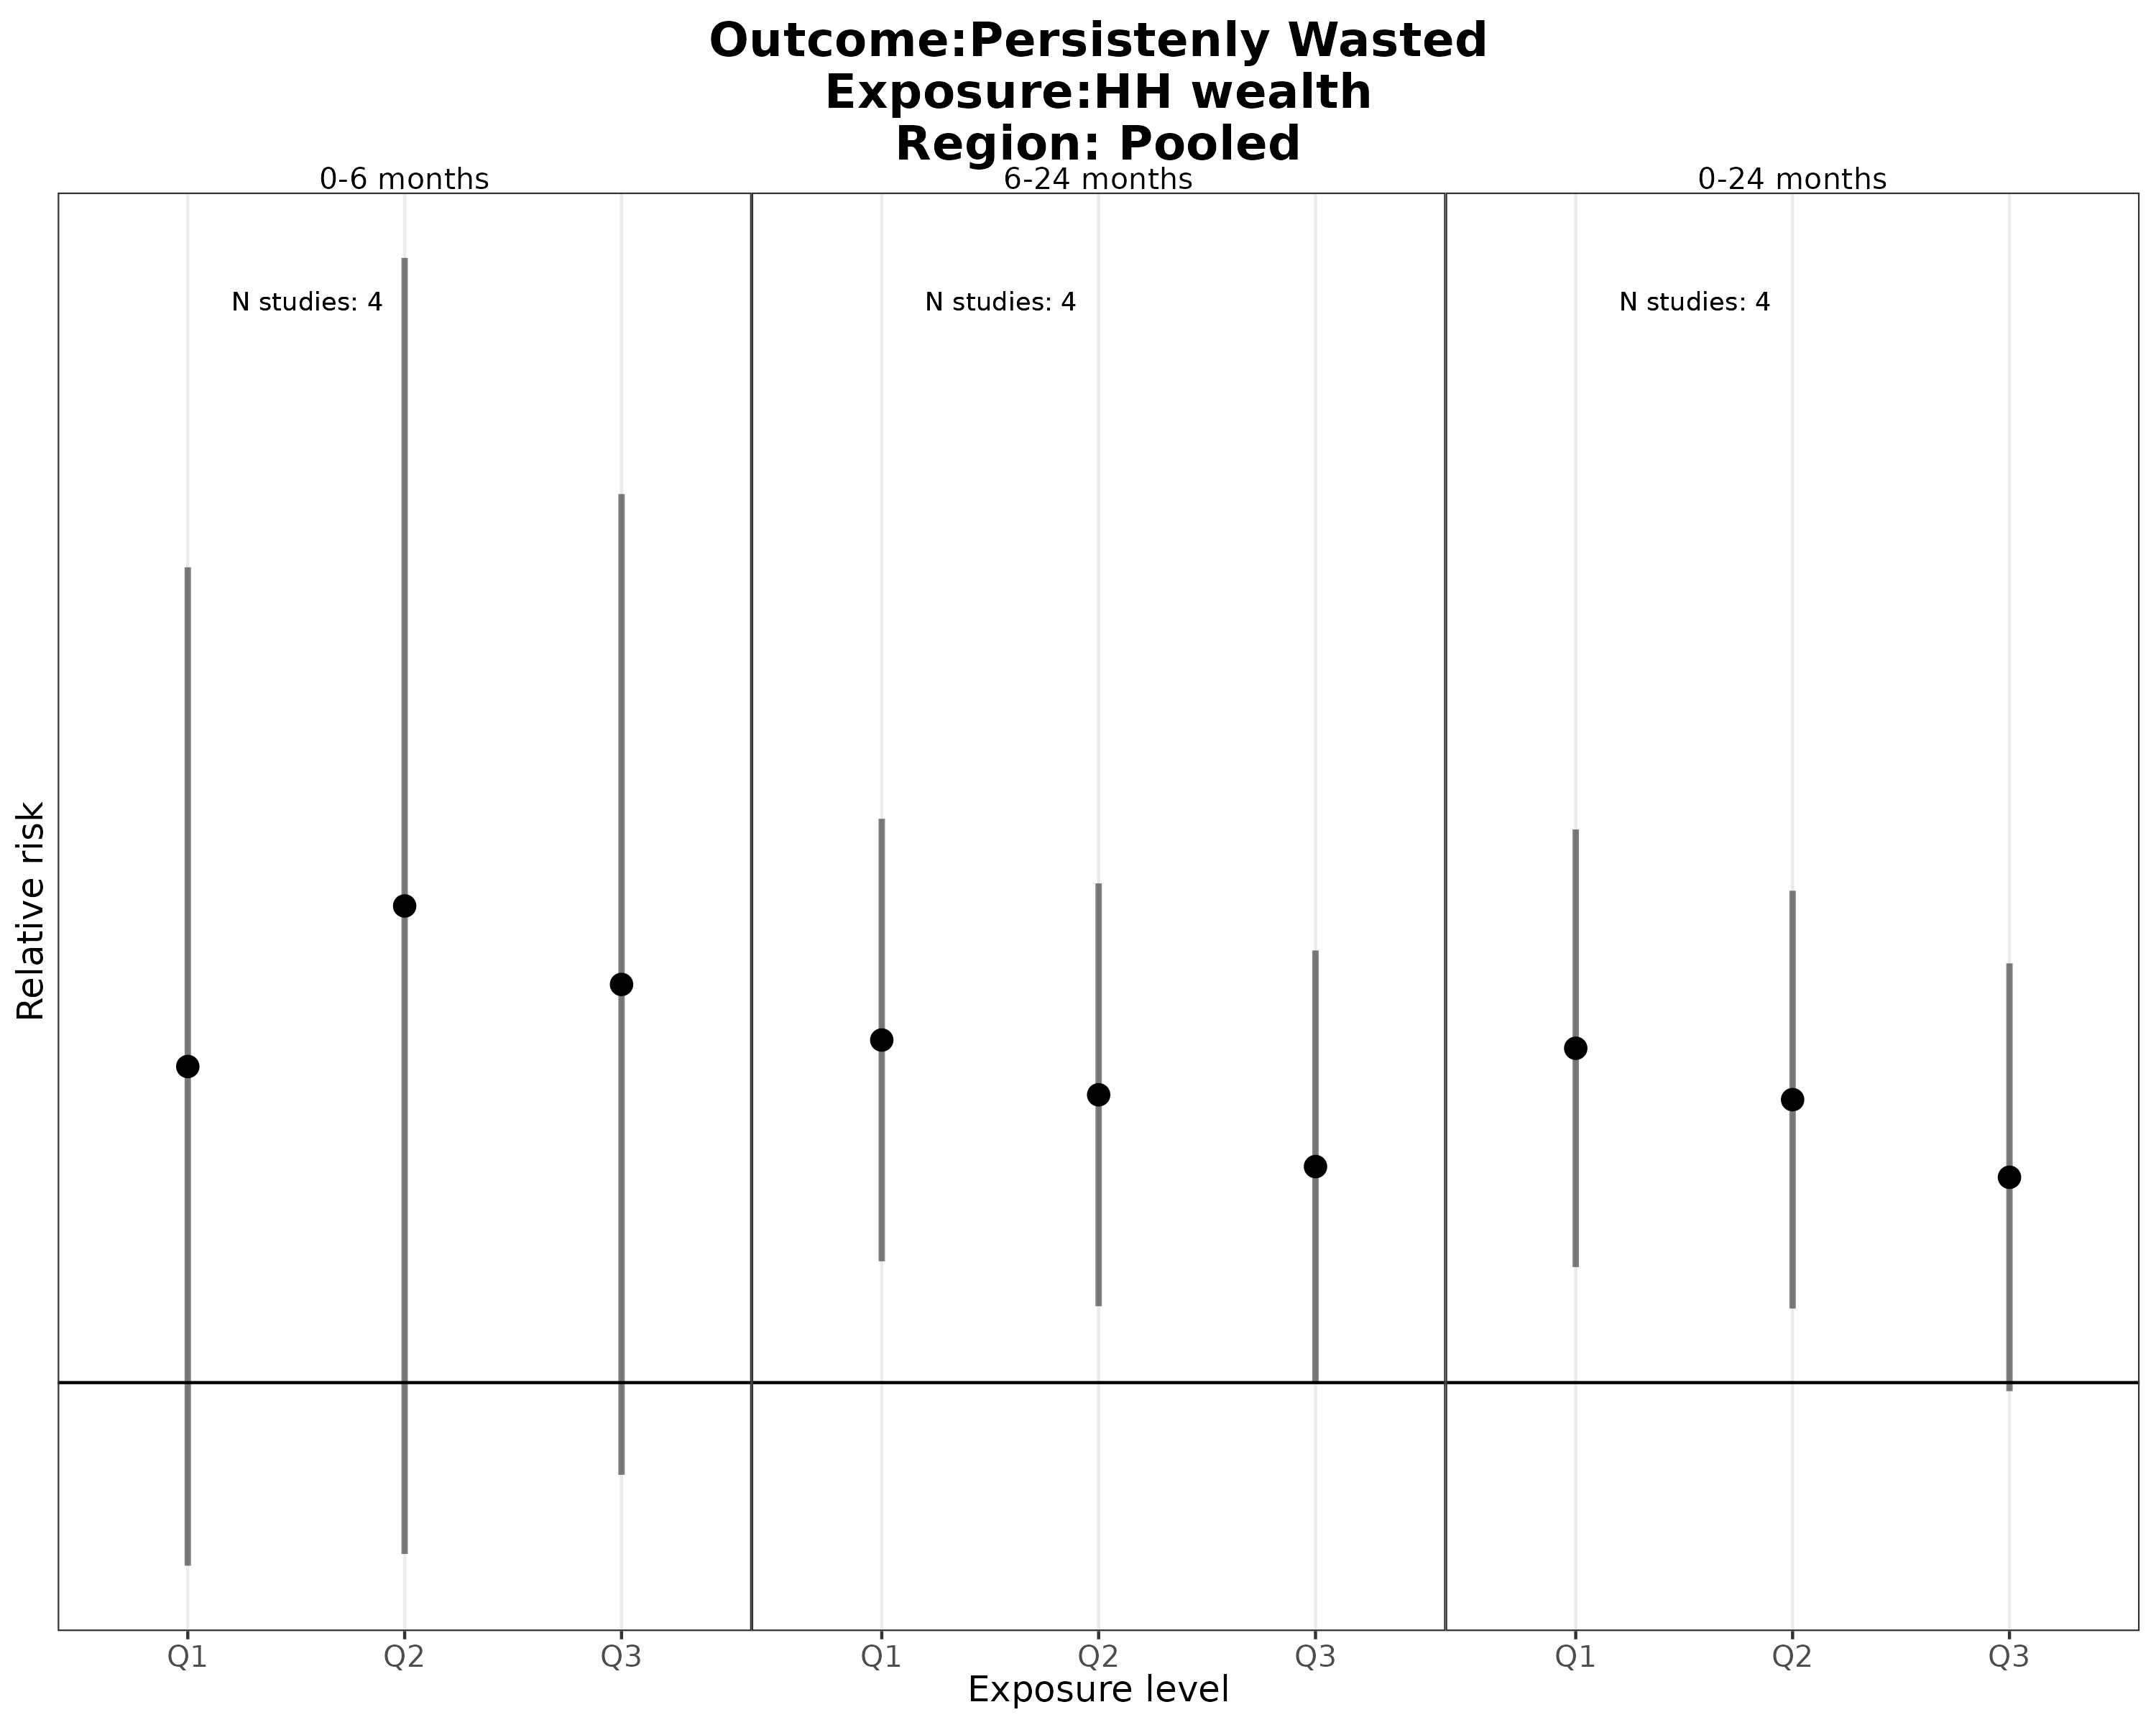 Outcome:Persistenly Wasted
Exposure:HH wealth
Region: Pooled
0-6 months
6-24 months
0-24 months
N studies: 4
N studies: 4
N studies: 4
Relative risk
Q1
Q2
Q3
Q1
Q2
Q3
Q1
Q2
Q3
Exposure level